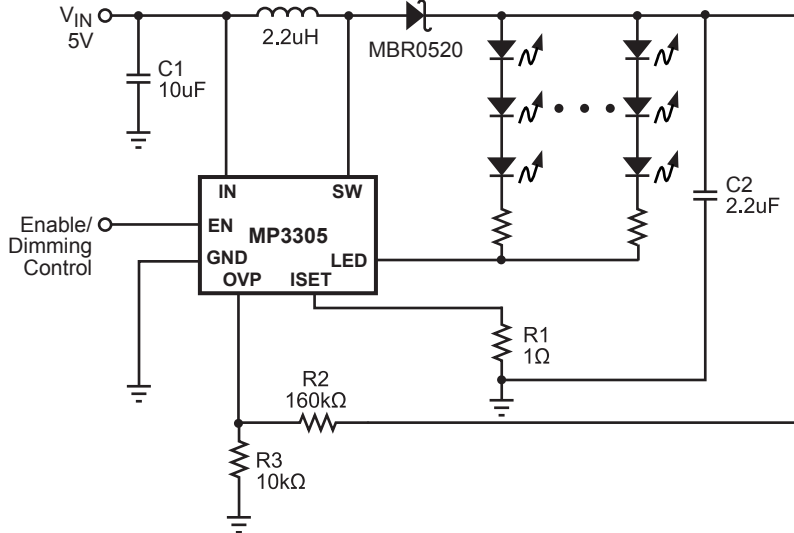 VIN
5V
2.2uH
MBR0520
C1
10uF
C2
2.2uF
IN
SW
EN
MP3305
GND
LED
OVP
ISET
Enable/
Dimming
Control
R1
1Ω
R2
160kΩ
R3
10kΩ